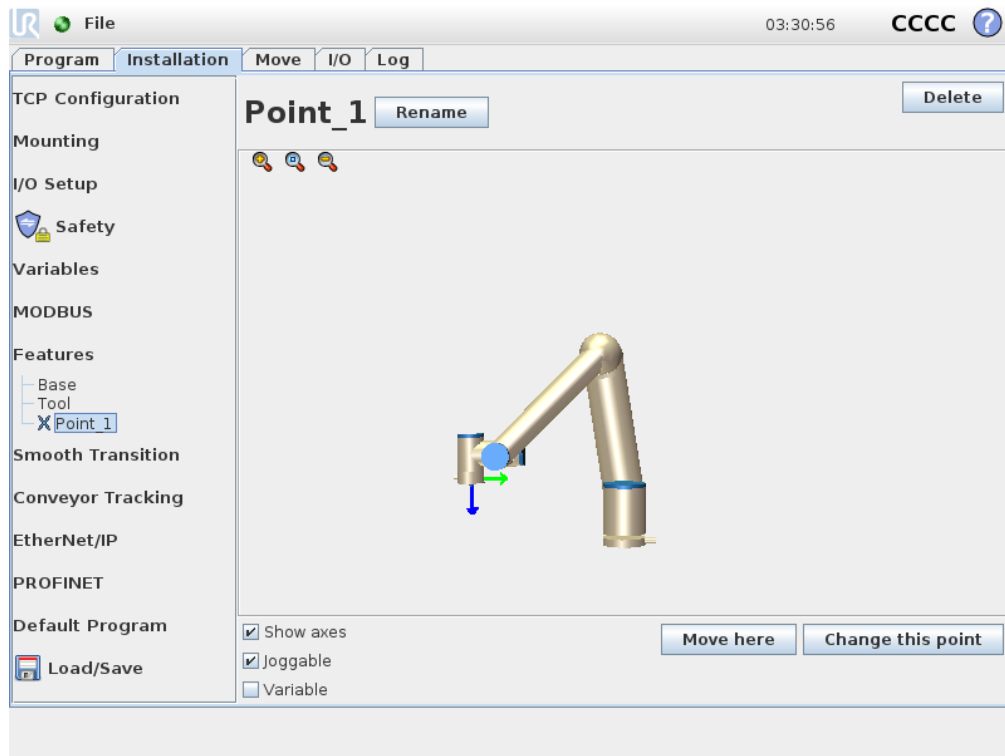 UR File 03:30:56 CCCC ?
Program Installation Move I/O Log
TCP Configuration
Mounting
I/O Setup
Safety
Variables
MODBUS
Features
Base
Tool
Point_1
Smooth Transition
Conveyor Tracking
EtherNet/IP
PROFINET
Default Program
Load/Save
Point_1 Rename Delete
Show axes
Joggable
Variable
Move here Change this point